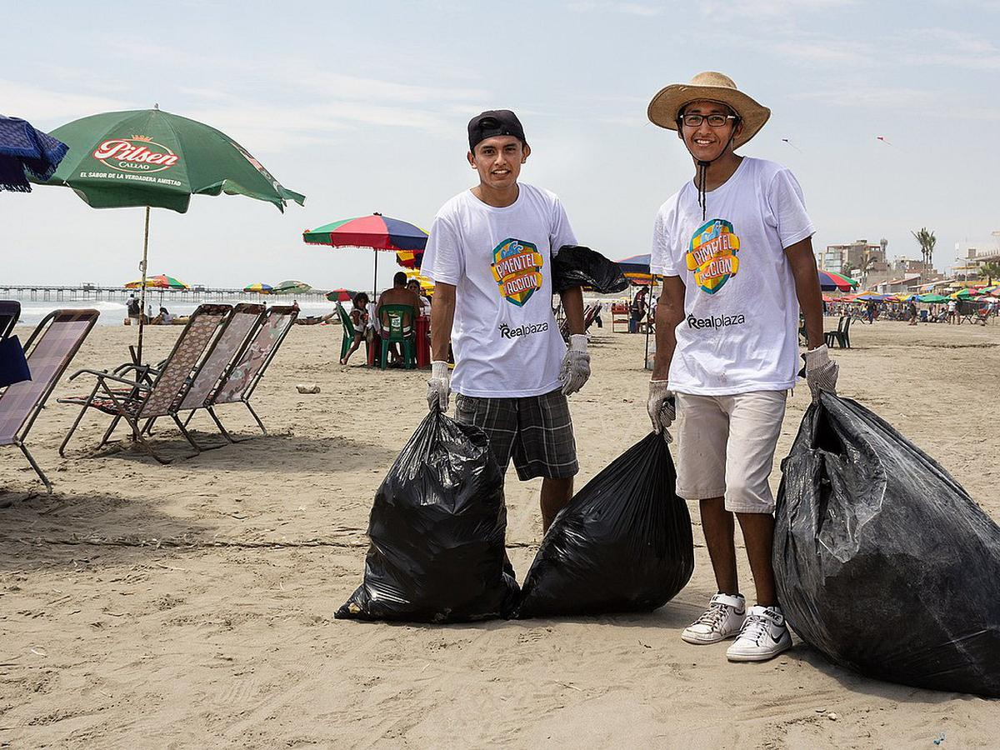 Pilsen
CALLAO
EL SABOR DE LA VERDADERA AMISTAD
PIMENTEL
ACCIÓN
Realplaza
PIMENTEL
ACCIÓN
Realplaza